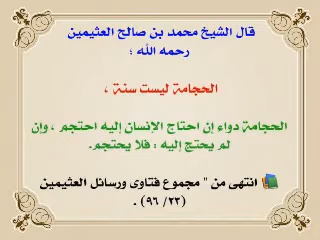 قال الشيخ محمد بن صالح العثيمين
رحمه الله ؛
الحجامة ليست سنة ،
الحجامة دواء إن احتاج الإنسان إليه احتجم ، وإن
لم يحتج إليه : فلا يحتجم.
انتهى من " مجموع فتاوى ورسائل العثيمين
(٢٣/ ٩٦) .